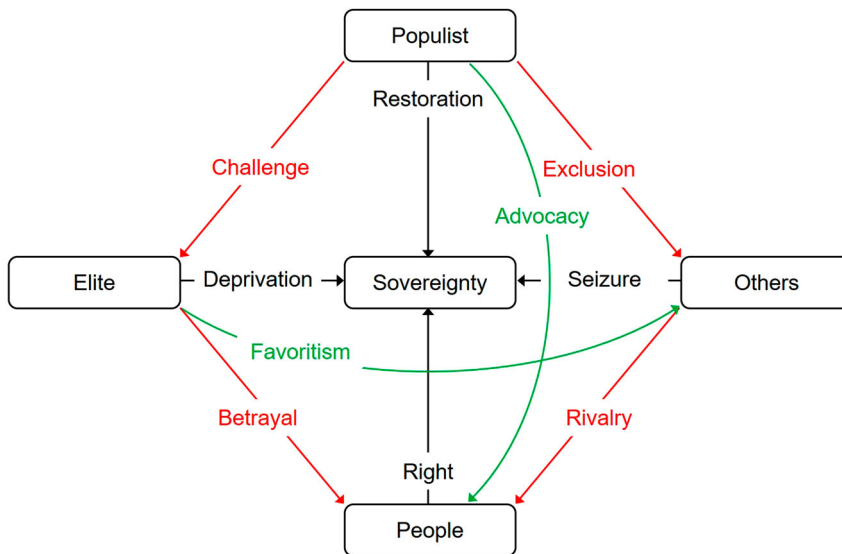 Populist
Restoration
Challenge
Exclusion
Advocacy
Elite
Deprivation
Sovereignty
Seizure
Others
Favoritism
Betrayal
Rivalry
Right
People